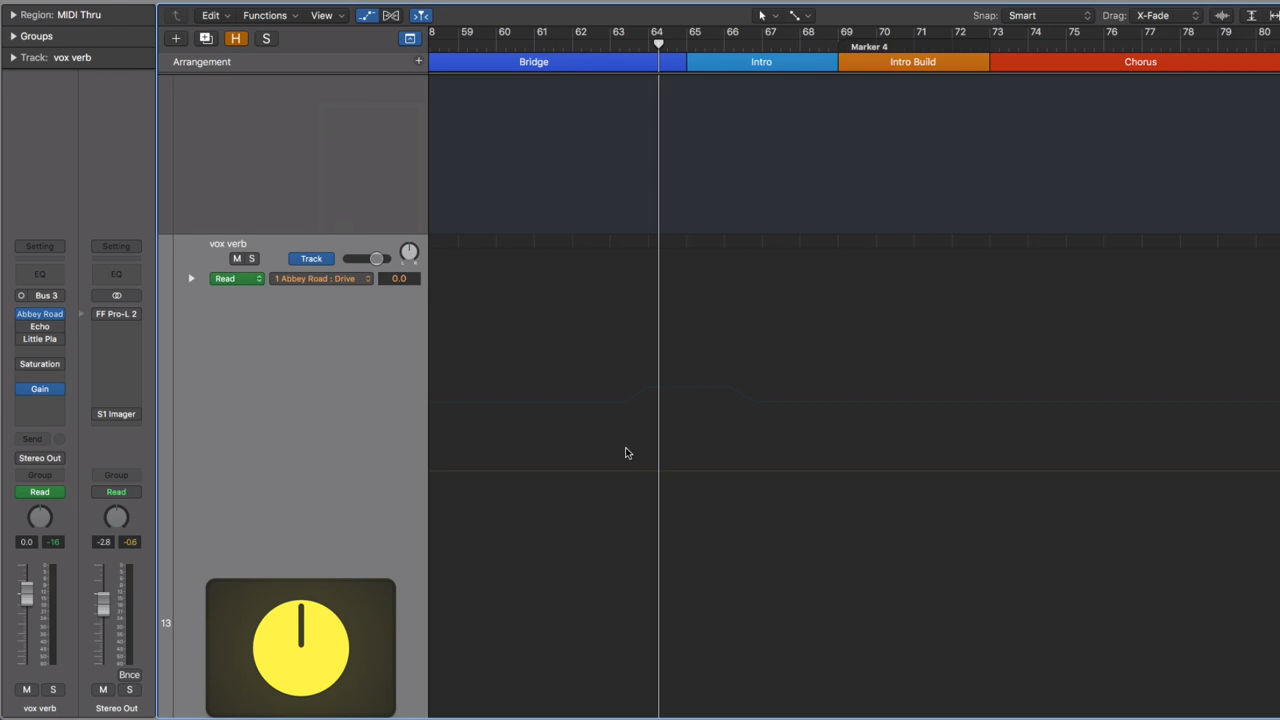 Region: MIDI Thru
Groups
Track: vox verb
Edit Functions View
Snap: Smart Drag: X-Fade
H S
8 59 60 61 62 63 64 65 66 67 68 69 70 71 72 73 74 75 76 77 78 79 80
Marker 4
Arrangement
Bridge Intro Intro Build Chorus
vox verb
M S Track
Read 1 Abbey Road : Drive 0.0
Setting Setting
EQ EQ
Bus 3
Abbey Road FF Pro-L 2
Echo
Little Pla
Saturation
Gain
S1 Imager
Send
Stereo Out
Group Group
Read Read
0.0 -16 -2.8 -0.6
13
Bnce
M S M S
vox verb Stereo Out